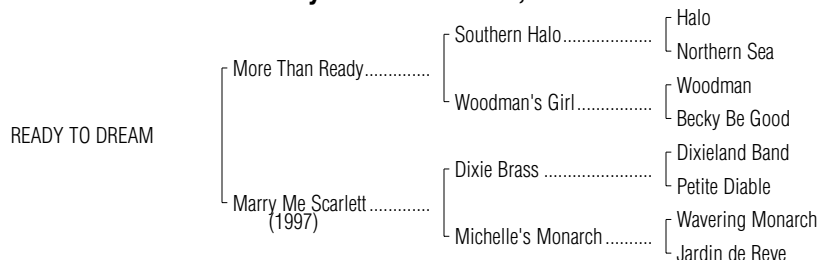 Halo
Southern Halo....................
Northern Sea
More Than Ready..............
Woodman
Woodman's Girl.................
Becky Be Good
READY TO DREAM
Dixieland Band
Dixie Brass ........................
Petite Diable
Marry Me Scarlett..............
(1997)
Wavering Monarch
Michelle's Monarch..........
Jardin de Reve